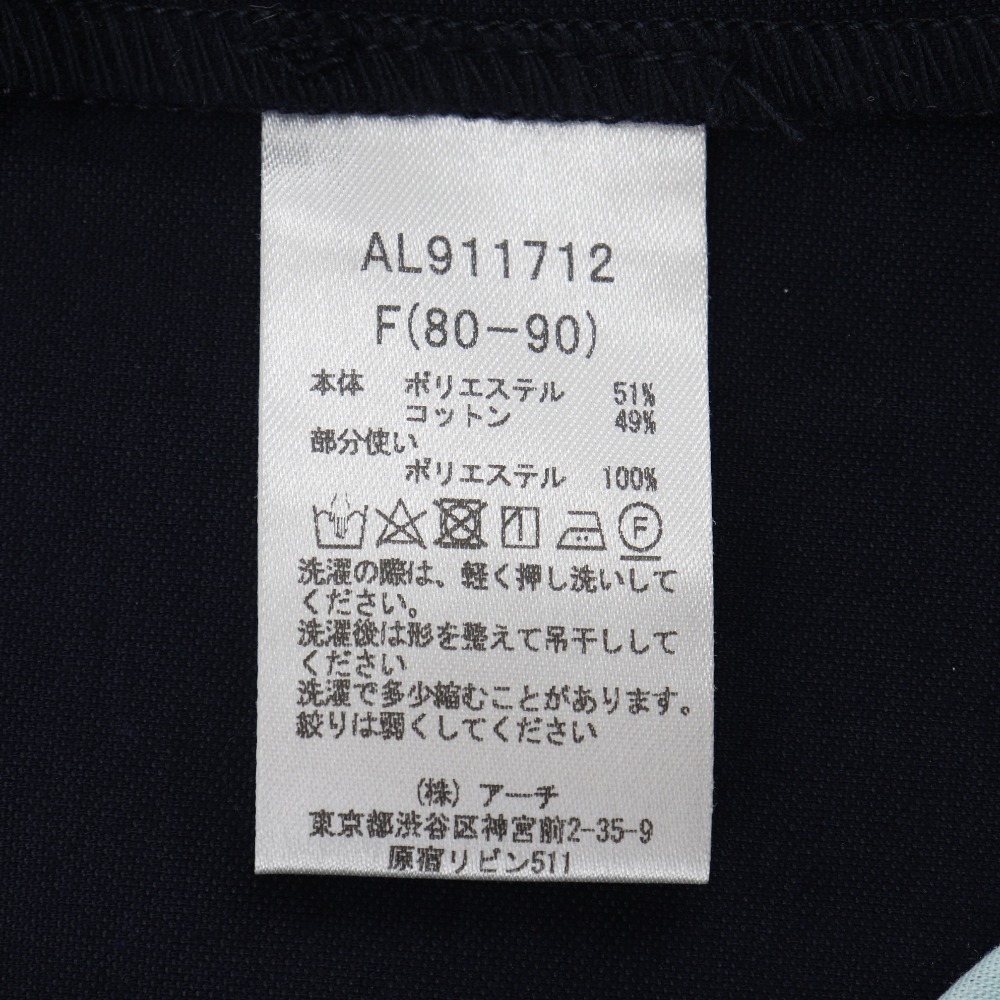 AL911712
F(80-90)
本体 ポリエステル 51%
コットン 49%
部分使い
ポリエステル 100%
F
洗濯の際は、軽く押し洗いして
ください。
洗濯後は形を整えて吊干しして
ください
洗濯で多少縮むことがあります。
絞りは弱くしてください
(株) アーチ
東京都渋谷区神宮前2-35-9
原宿リビン511